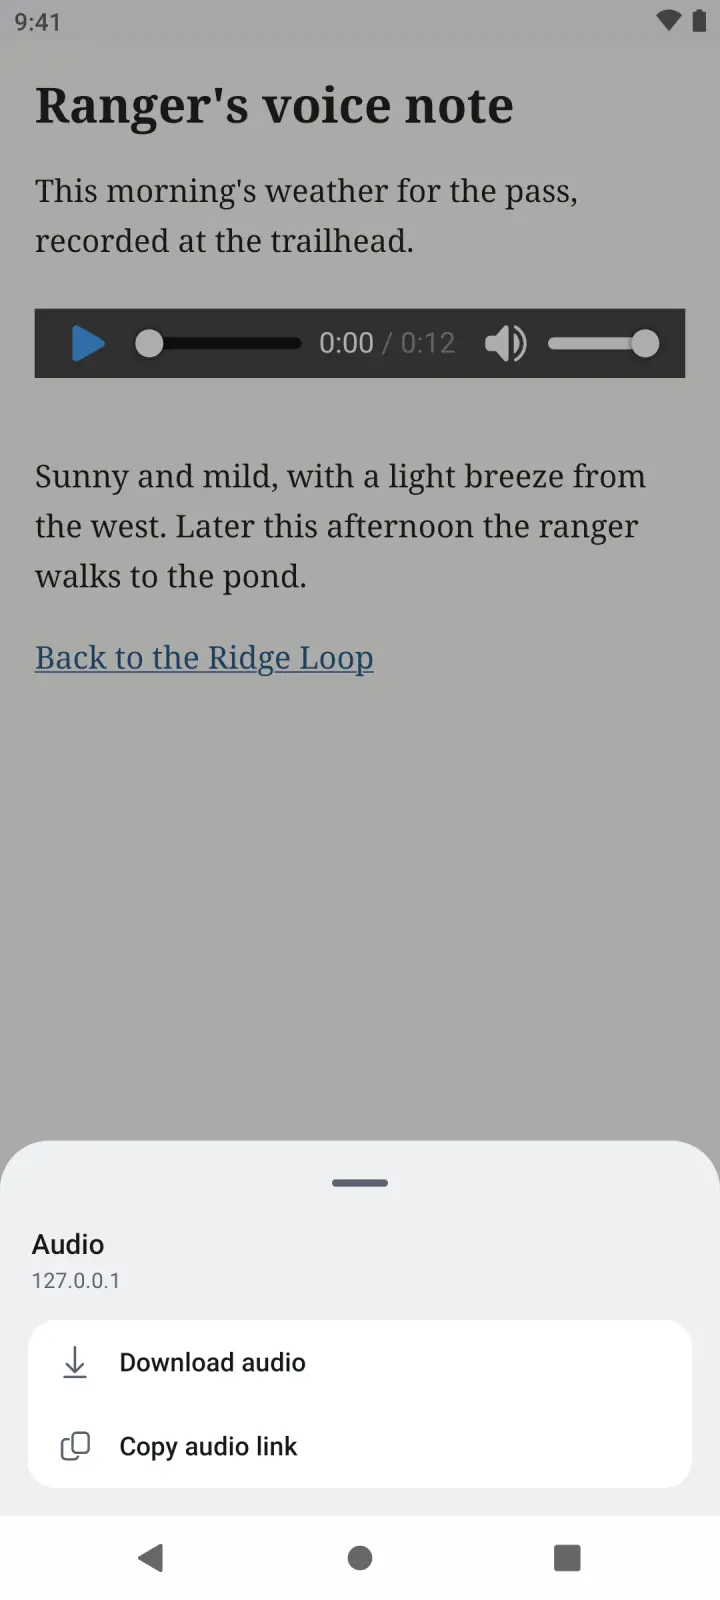 9:41
Ranger's voice note
This morning's weather for the pass,
recorded at the trailhead.
0:00 / 0:12
Sunny and mild, with a light breeze from
the west. Later this afternoon the ranger
walks to the pond.
Back to the Ridge Loop
Audio
127.0.0.1
Download audio
Copy audio link